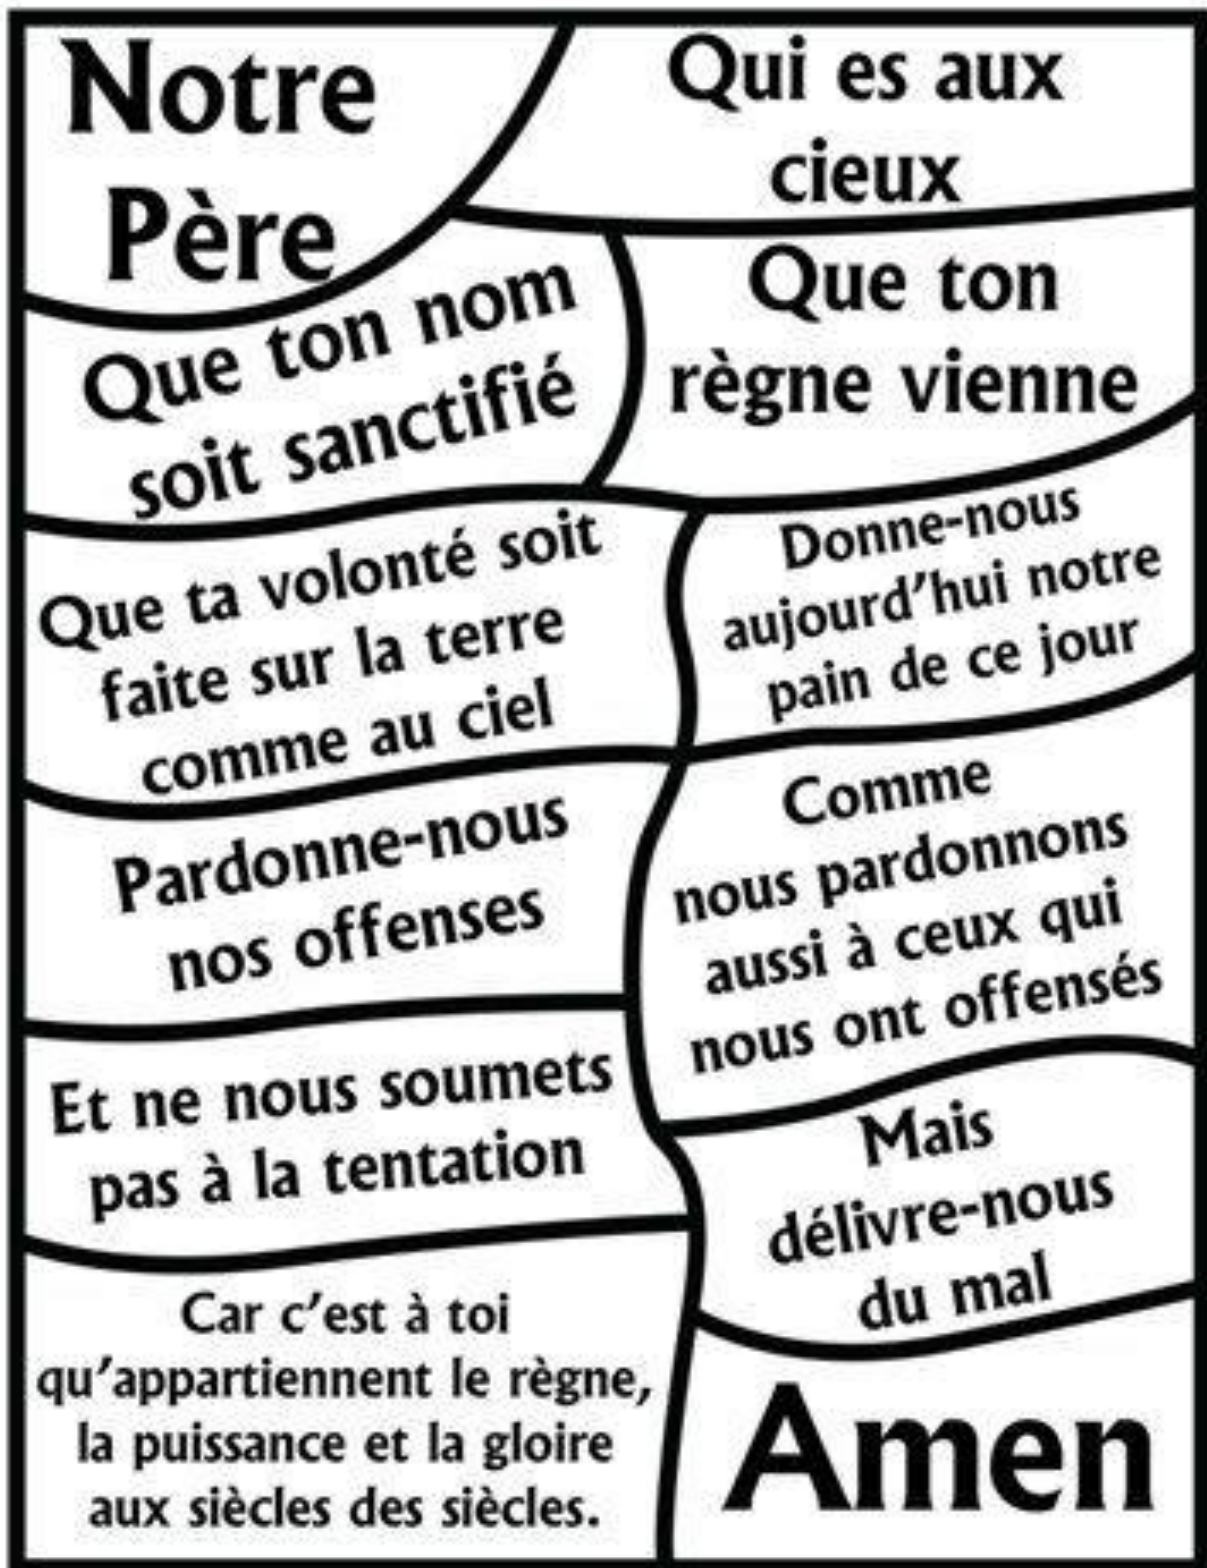 Notre
Père
Qui es aux
cieux
Que ton nom
soit sanctifié
Que ton
règne vienne
Que ta volonté soit
faite sur la terre
comme au ciel
Donne-nous
aujourd’hui notre
pain de ce jour
Pardonne-nous
nos offenses
Comme
nous pardonnons
aussi à ceux qui
nous ont offensés
Et ne nous soumets
pas à la tentation
Mais
délivre-nous
du mal
Car c’est à toi
qu’appartiennent le règne,
la puissance et la gloire
aux siècles des siècles.
Amen